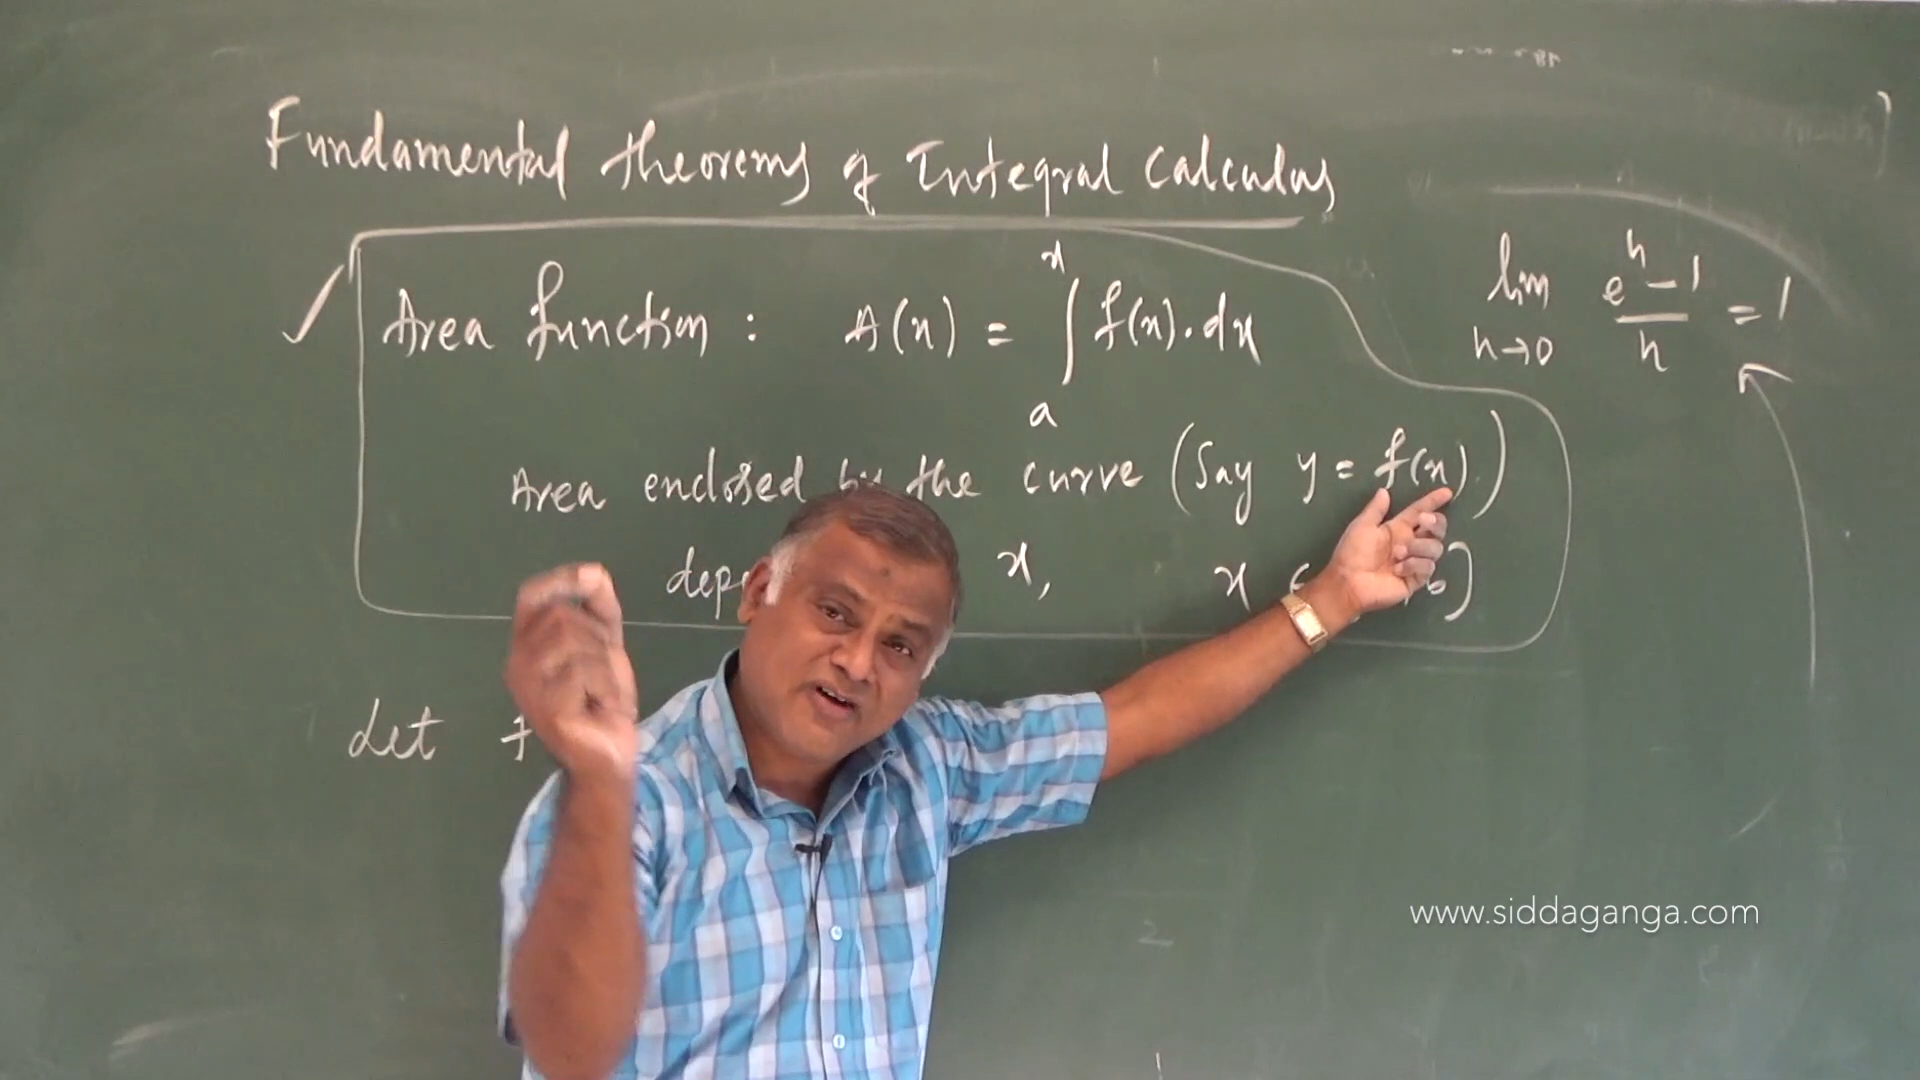 Fundamental theorems of Integral Calculus
Area function : A(x) = ∫ₐˣ f(x).dx
Area enclosed by the curve (Say y = f(x))
x, x
Let f
lim h→0 (eʰ - 1)/h = 1
www.siddaganga.com